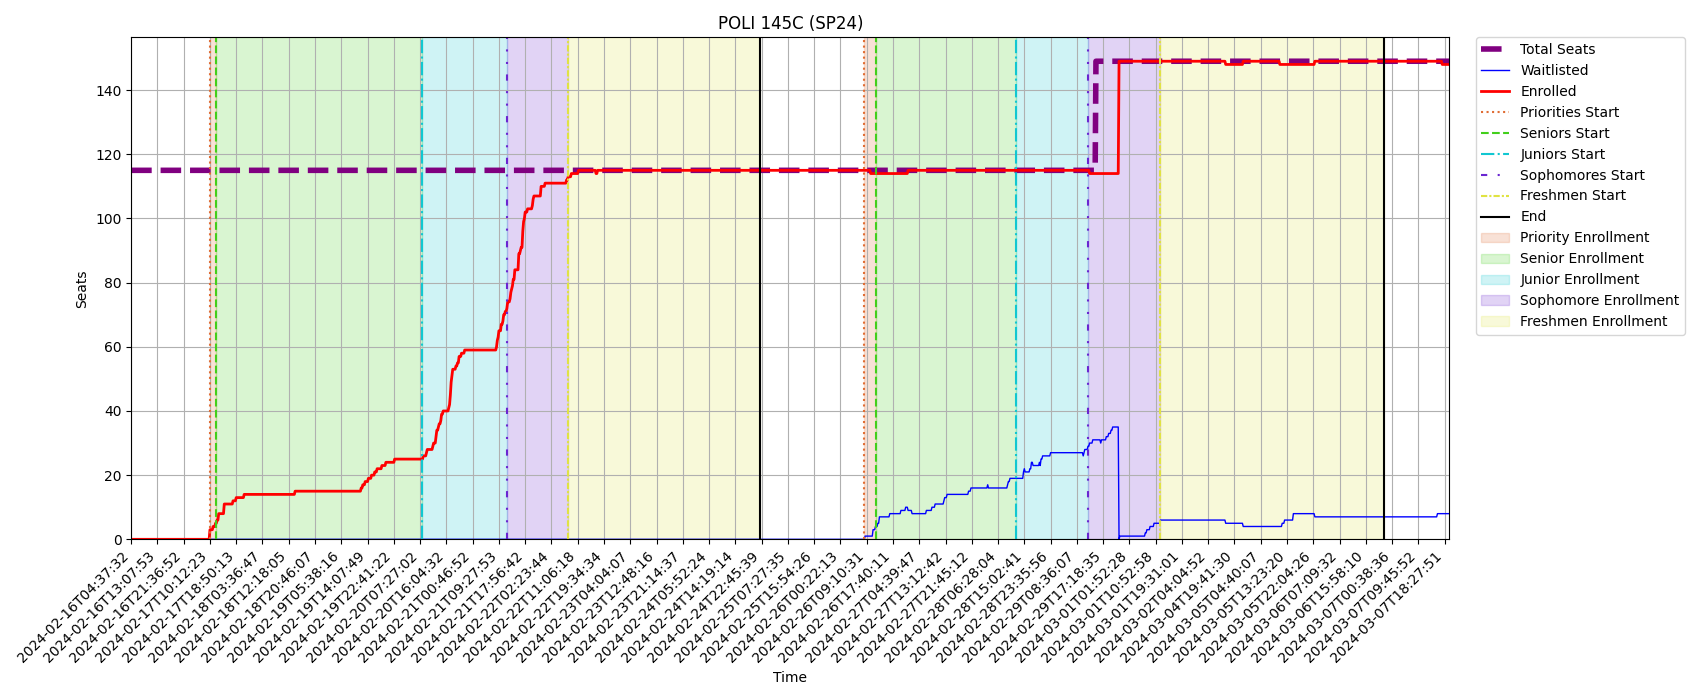 POLI 145C (SP24)
Seats
140
120
100
80
60
40
20
0
2024-02-16T04:37:32
2024-02-16T13:07:53
2024-02-16T21:36:52
2024-02-17T10:12:23
2024-02-17T18:50:13
2024-02-18T03:36:47
2024-02-18T12:18:05
2024-02-18T20:46:07
2024-02-19T05:38:16
2024-02-19T14:07:49
2024-02-19T22:41:22
2024-02-20T07:27:02
2024-02-20T16:04:32
2024-02-21T00:46:52
2024-02-21T09:27:53
2024-02-21T17:56:42
2024-02-22T02:23:44
2024-02-22T11:06:18
2024-02-22T19:34:34
2024-02-23T04:04:07
2024-02-23T12:48:16
2024-02-23T21:14:37
2024-02-24T05:52:24
2024-02-24T14:19:14
2024-02-24T22:45:39
2024-02-25T07:27:35
2024-02-25T15:54:26
2024-02-26T00:22:13
2024-02-26T09:10:31
2024-02-26T17:40:11
2024-02-27T04:39:47
2024-02-27T13:12:42
2024-02-27T21:45:12
2024-02-28T06:28:04
2024-02-28T15:02:41
2024-02-28T23:35:56
2024-02-29T08:36:07
2024-02-29T17:18:35
2024-03-01T01:52:28
2024-03-01T10:52:58
2024-03-01T19:31:01
2024-03-02T04:04:52
2024-03-04T19:41:30
2024-03-05T04:40:07
2024-03-05T13:23:20
2024-03-05T22:04:26
2024-03-06T07:09:32
2024-03-06T15:58:10
2024-03-07T00:38:36
2024-03-07T09:45:52
2024-03-07T18:27:51
Time
Total Seats
Waitlisted
Enrolled
Priorities Start
Seniors Start
Juniors Start
Sophomores Start
Freshmen Start
End
Priority Enrollment
Senior Enrollment
Junior Enrollment
Sophomore Enrollment
Freshmen Enrollment